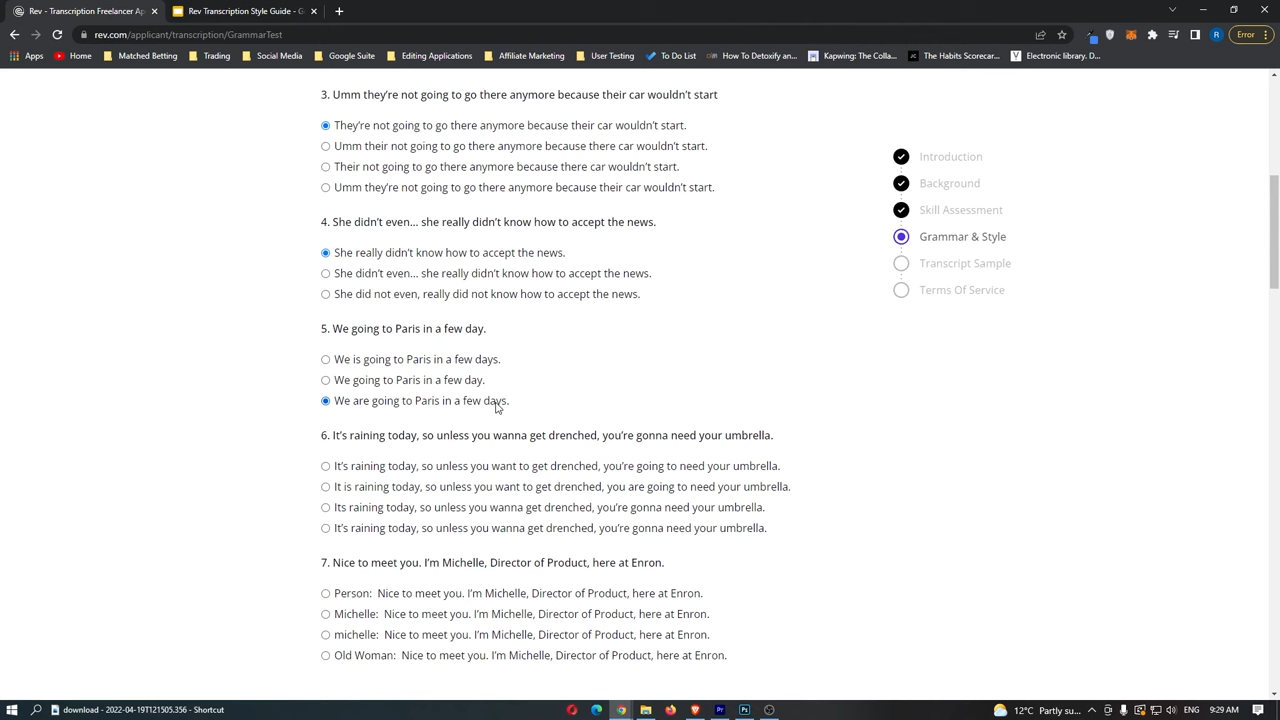 Rev - Transcription Freelancer Ap
Rev Transcription Style Guide - G
rev.com/applicant/transcription/GrammarTest
R
Error
Apps
Home
Matched Betting
Trading
Social Media
Google Suite
Editing Applications
Affiliate Marketing
User Testing
To Do List
How To Detoxify an...
Kapwing: The Colla...
JC
The Habits Scorecar...
Electronic library. D...
3. Umm they’re not going to go there anymore because their car wouldn’t start
They’re not going to go there anymore because their car wouldn’t start.
Umm their not going to go there anymore because there car wouldn't start.
Their not going to go there anymore because there car wouldn’t start.
Umm they’re not going to go there anymore because their car wouldn’t start.
Introduction
Background
Skill Assessment
Grammar & Style
Transcript Sample
Terms Of Service
4. She didn’t even... she really didn’t know how to accept the news.
She really didn’t know how to accept the news.
She didn’t even... she really didn’t know how to accept the news.
She did not even, really did not know how to accept the news.
5. We going to Paris in a few day.
We is going to Paris in a few days.
We going to Paris in a few day.
We are going to Paris in a few days.
6. It’s raining today, so unless you wanna get drenched, you’re gonna need your umbrella.
It’s raining today, so unless you want to get drenched, you’re going to need your umbrella.
It is raining today, so unless you want to get drenched, you are going to need your umbrella.
Its raining today, so unless you wanna get drenched, you’re gonna need your umbrella.
It’s raining today, so unless you wanna get drenched, you’re gonna need your umbrella.
7. Nice to meet you. I’m Michelle, Director of Product, here at Enron.
Person:  Nice to meet you. I’m Michelle, Director of Product, here at Enron.
Michelle:  Nice to meet you. I’m Michelle, Director of Product, here at Enron.
michelle:  Nice to meet you. I’m Michelle, Director of Product, here at Enron.
Old Woman:  Nice to meet you. I’m Michelle, Director of Product, here at Enron.
download - 2022-04-19T121505.356 - Shortcut
12°C Partly su...
ENG
9:29 AM